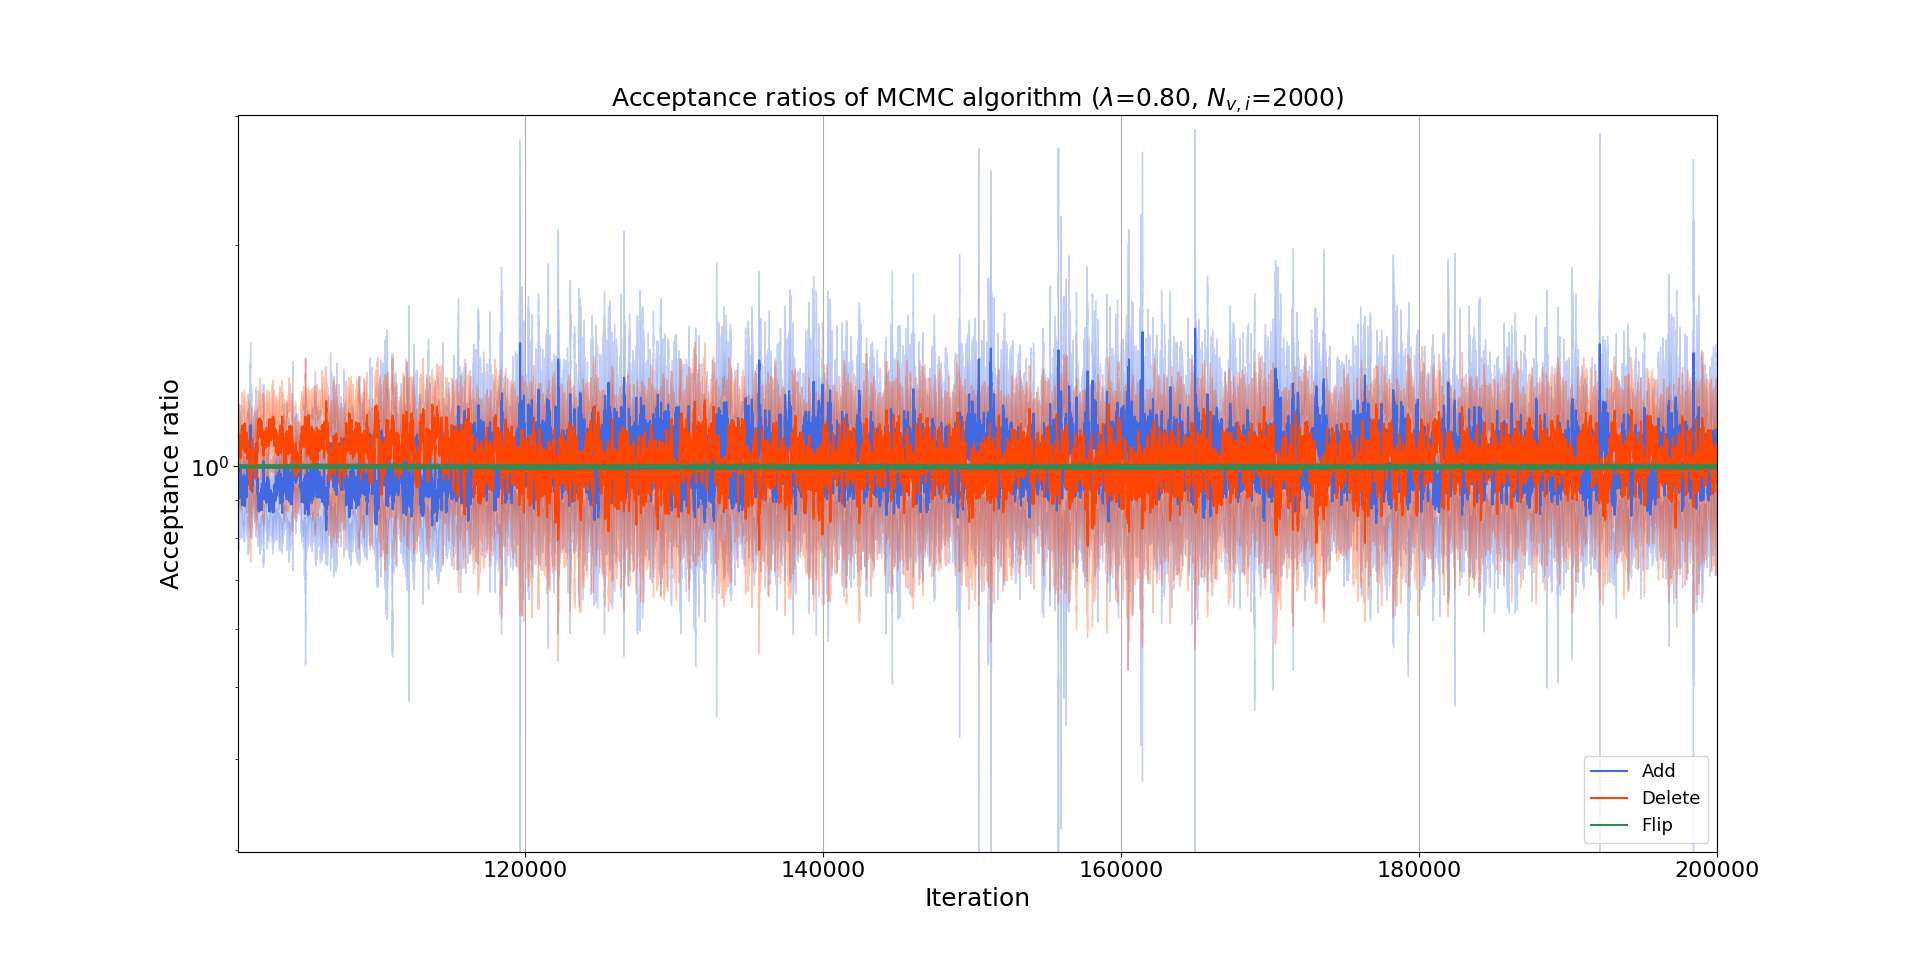 Acceptance ratios of MCMC algorithm (λ=0.80, N_{v,i}=2000)
Acceptance ratio
10^0
120000 140000 160000 180000 200000
Iteration
Add
Delete
Flip